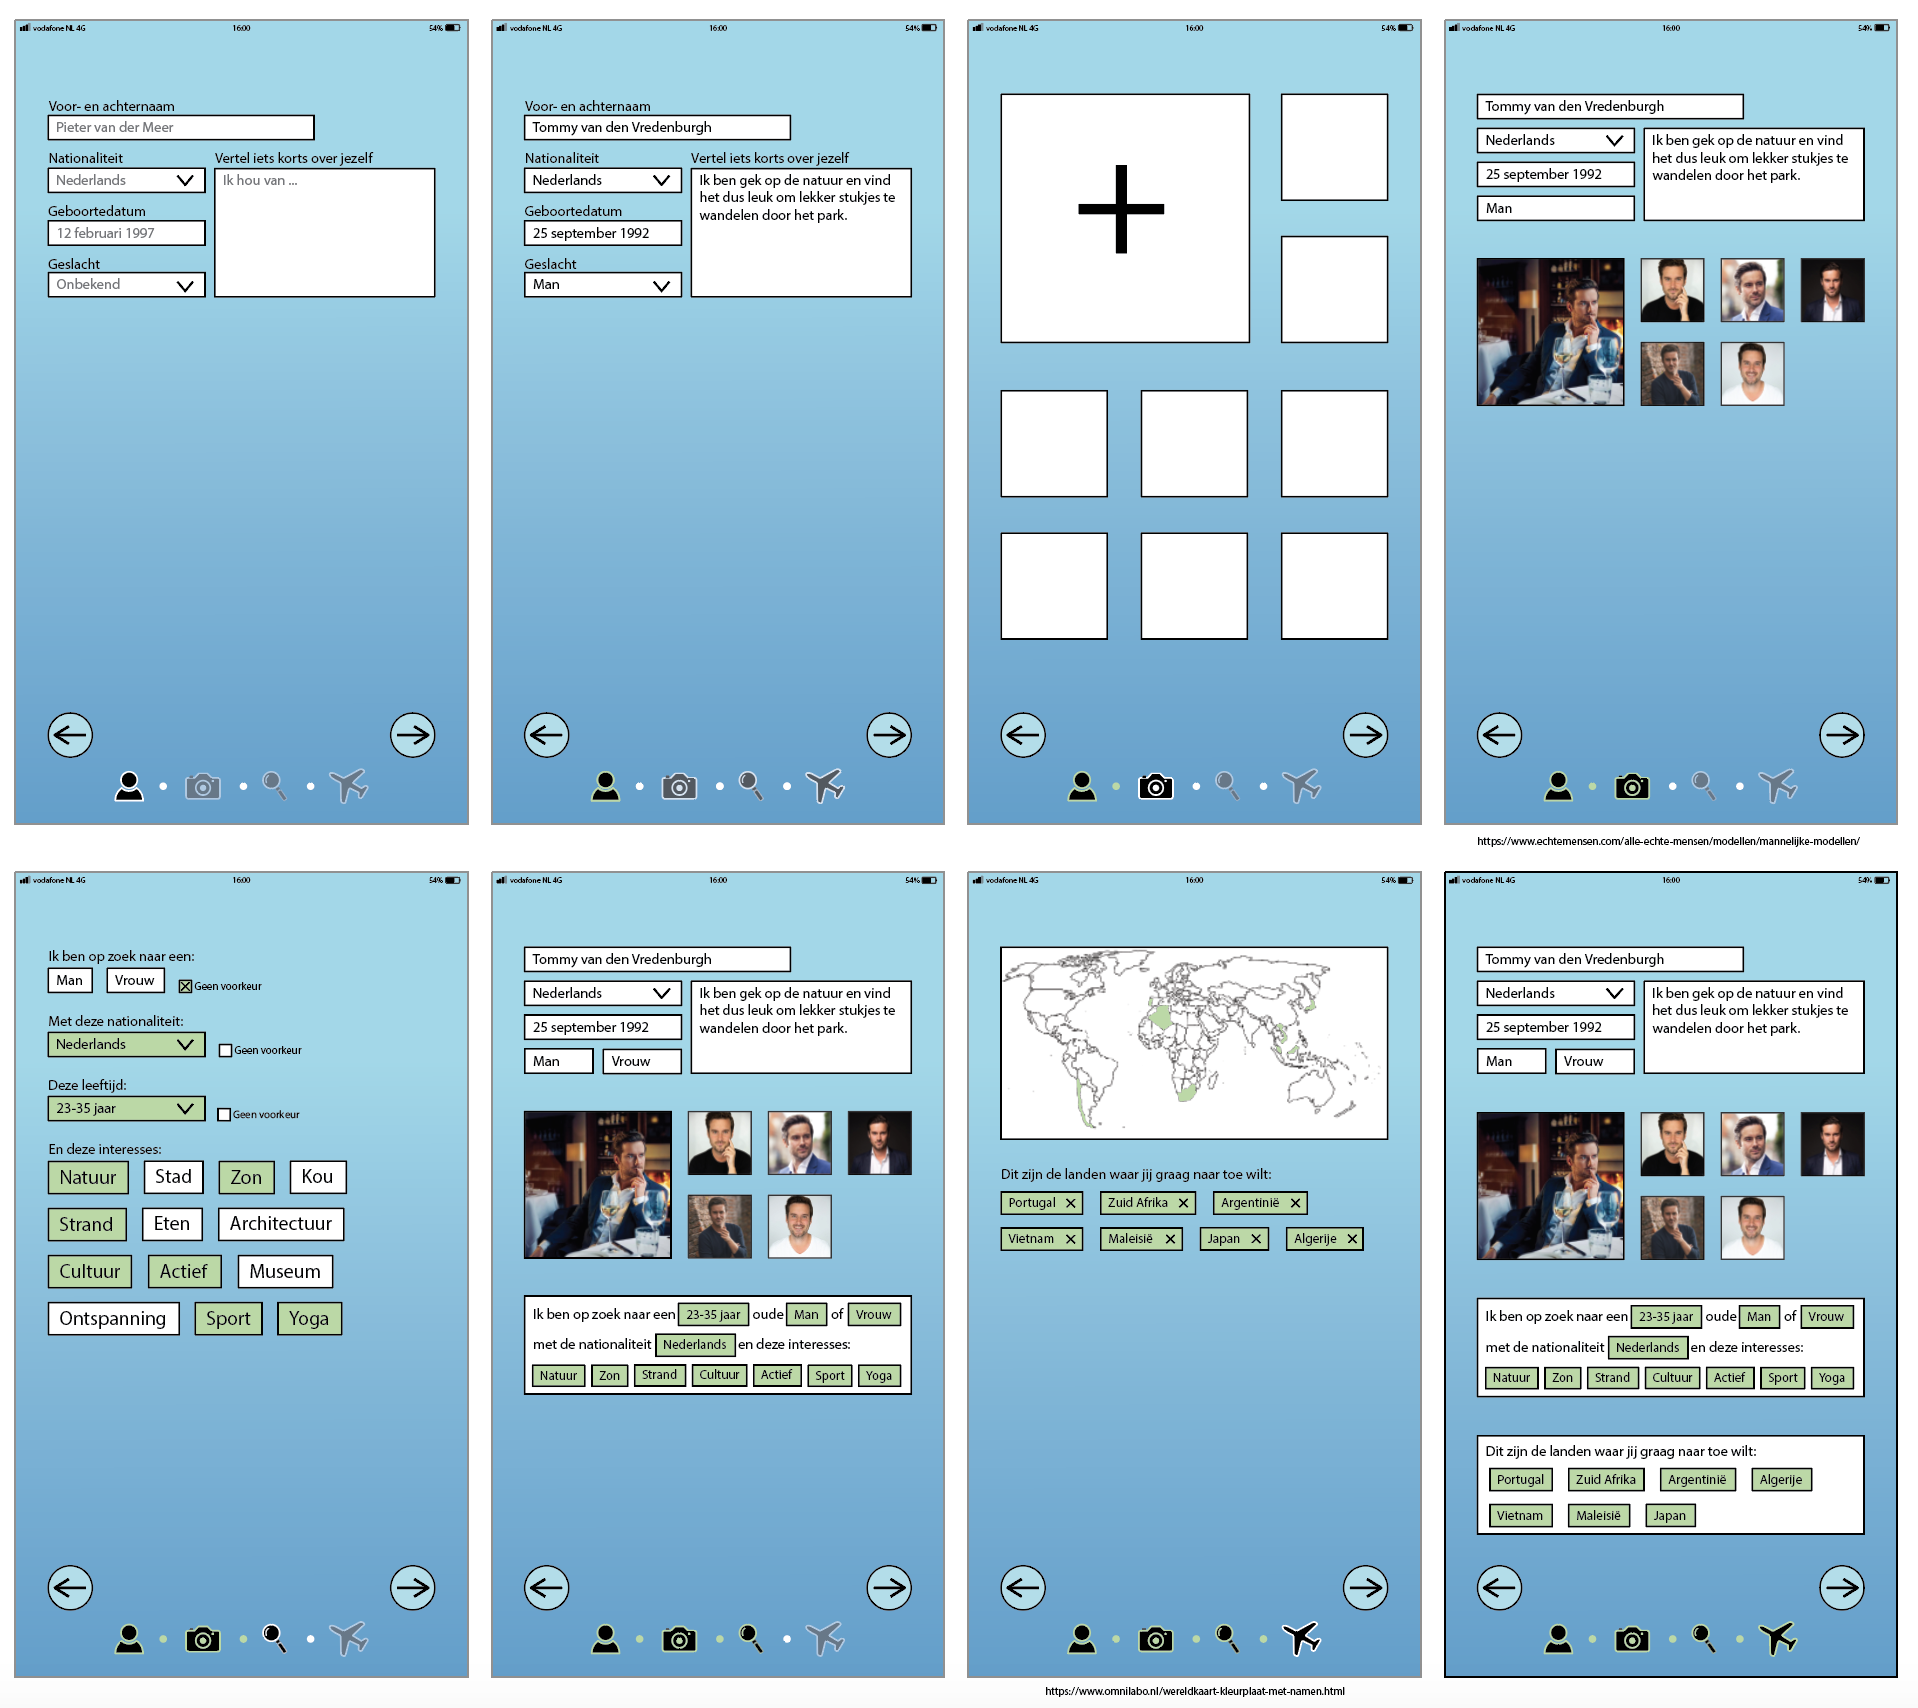 vodafone NL 4G 16:00 54%
Voor- en achternaam
Pieter van der Meer
Nationaliteit
Nederlands
Geboortedatum
12 februari 1997
Geslacht
Onbekend
Vertel iets korts over jezelf
Ik hou van ...
vodafone NL 4G 16:00 54%
Voor- en achternaam
Tommy van den Vredenburgh
Nationaliteit
Nederlands
Geboortedatum
25 september 1992
Geslacht
Man
Vertel iets korts over jezelf
Ik ben gek op de natuur en vind
het dus leuk om lekker stukjes te
wandelen door het park.
vodafone NL 4G 16:00 54%
vodafone NL 4G 16:00 54%
Tommy van den Vredenburgh
Nederlands
25 september 1992
Man
Ik ben gek op de natuur en vind
het dus leuk om lekker stukjes te
wandelen door het park.
https://www.echtemensen.com/alle-echte-mensen/modellen/mannelijke-modellen/
vodafone NL 4G 16:00 54%
Ik ben op zoek naar een:
Man Vrouw Geen voorkeur
Met deze nationaliteit:
Nederlands Geen voorkeur
Deze leeftijd:
23-35 jaar Geen voorkeur
En deze interesses:
Natuur Stad Zon Kou
Strand Eten Architectuur
Cultuur Actief Museum
Ontspanning Sport Yoga
vodafone NL 4G 16:00 54%
Tommy van den Vredenburgh
Nederlands
25 september 1992
Man Vrouw
Ik ben gek op de natuur en vind
het dus leuk om lekker stukjes te
wandelen door het park.
Ik ben op zoek naar een 23-35 jaar oude Man of Vrouw
met de nationaliteit Nederlands en deze interesses:
Natuur Zon Strand Cultuur Actief Sport Yoga
vodafone NL 4G 16:00 54%
Dit zijn de landen waar jij graag naar toe wilt:
Portugal Zuid Afrika Argentinië
Vietnam Maleisië Japan Algerije
https://www.omnilabo.nl/wereldkaart-kleurplaat-met-namen.html
vodafone NL 4G 16:00 54%
Tommy van den Vredenburgh
Nederlands
25 september 1992
Man Vrouw
Ik ben gek op de natuur en vind
het dus leuk om lekker stukjes te
wandelen door het park.
Ik ben op zoek naar een 23-35 jaar oude Man of Vrouw
met de nationaliteit Nederlands en deze interesses:
Natuur Zon Strand Cultuur Actief Sport Yoga
Dit zijn de landen waar jij graag naar toe wilt:
Portugal Zuid Afrika Argentinië Algerije
Vietnam Maleisië Japan